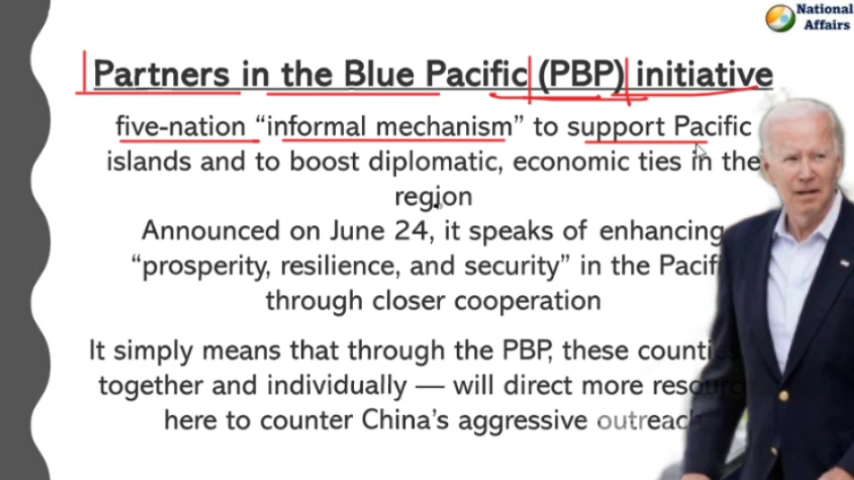 National
Affairs
Partners in the Blue Pacific (PBP) initiative
five-nation “informal mechanism” to support Pacific
islands and to boost diplomatic, economic ties in the
region
Announced on June 24, it speaks of enhancing
“prosperity, resilience, and security” in the Pacifi
through closer cooperation
It simply means that through the PBP, these counties
together and individually — will direct more resourc
here to counter China’s aggressive outreach